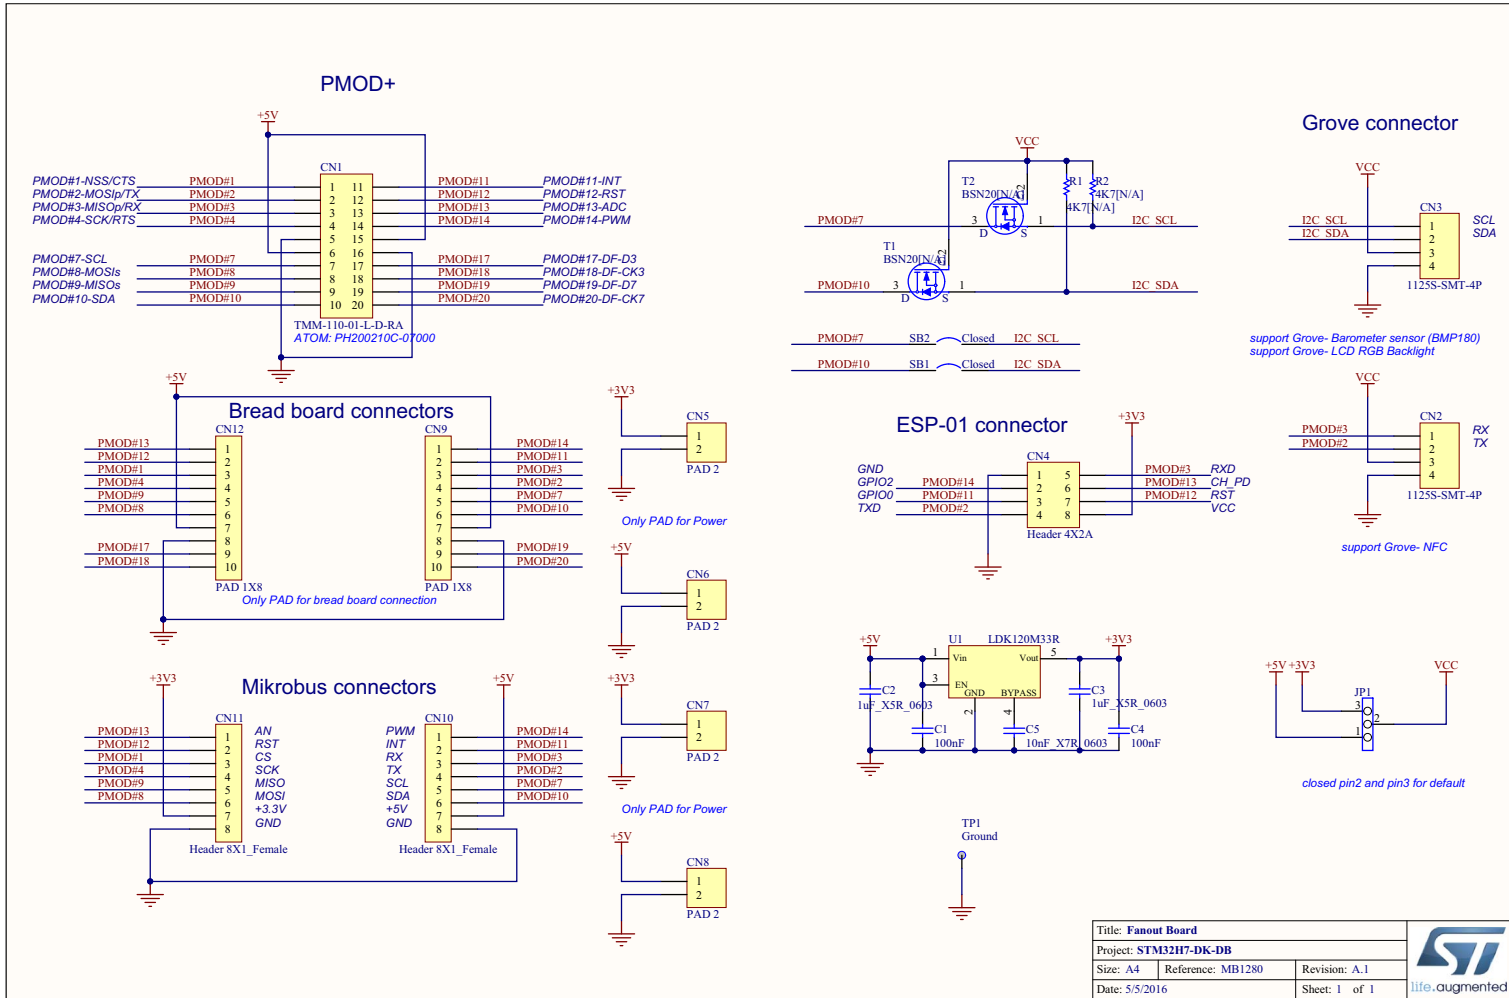 PMOD+
+5V
CN1
PMOD#1-NSS/CTS PMOD#1 1 11 PMOD#11 PMOD#11-INT
PMOD#2-MOSIp/TX PMOD#2 2 12 PMOD#12 PMOD#12-RST
PMOD#3-MISOp/RX PMOD#3 3 13 PMOD#13 PMOD#13-ADC
PMOD#4-SCK/RTS PMOD#4 4 14 PMOD#14 PMOD#14-PWM
5 15
6 16
PMOD#7-SCL PMOD#7 7 17 PMOD#17 PMOD#17-DF-D3
PMOD#8-MOSIs PMOD#8 8 18 PMOD#18 PMOD#18-DF-CK3
PMOD#9-MISOs PMOD#9 9 19 PMOD#19 PMOD#19-DF-D7
PMOD#10-SDA PMOD#10 10 20 PMOD#20 PMOD#20-DF-CK7
TMM-110-01-L-D-RA
ATOM: PH200210C-07000
VCC
T2
BSN20[N/A]
G2
R1 R2
4K7[N/A]
4K7[N/A]
PMOD#7 3 D S 1 I2C_SCL
T1
BSN20[N/A]
G2
PMOD#10 3 D S 1 I2C_SDA
PMOD#7 SB2 Closed I2C_SCL
PMOD#10 SB1 Closed I2C_SDA
Grove connector
VCC
CN3
I2C_SCL 1 SCL
I2C_SDA 2 SDA
3
4
1125S-SMT-4P
support Grove- Barometer sensor (BMP180)
support Grove- LCD RGB Backlight
VCC
CN2
PMOD#3 1 RX
PMOD#2 2 TX
3
4
1125S-SMT-4P
support Grove- NFC
+5V
Bread board connectors
CN12 CN9
PMOD#13 1 1 PMOD#14
PMOD#12 2 2 PMOD#11
PMOD#1 3 3 PMOD#3
PMOD#4 4 4 PMOD#2
PMOD#9 5 5 PMOD#7
PMOD#8 6 6 PMOD#10
7 7
8 8
PMOD#17 9 9 PMOD#19
PMOD#18 10 10 PMOD#20
PAD 1X8 PAD 1X8
Only PAD for bread board connection
+3V3
CN5
1
2
PAD 2
Only PAD for Power
+5V
CN6
1
2
PAD 2
ESP-01 connector
+3V3
CN4
GND 1 5 PMOD#3 RXD
GPIO2 PMOD#14 2 6 PMOD#13 CH_PD
GPIO0 PMOD#11 3 7 PMOD#12 RST
TXD PMOD#2 4 8 VCC
Header 4X2A
Mikrobus connectors
+3V3 +5V
CN11 CN10
PMOD#13 1 AN PWM 1 PMOD#14
PMOD#12 2 RST INT 2 PMOD#11
PMOD#1 3 CS RX 3 PMOD#3
PMOD#4 4 SCK TX 4 PMOD#2
PMOD#9 5 MISO SCL 5 PMOD#7
PMOD#8 6 MOSI SDA 6 PMOD#10
7 +3.3V +5V 7
8 GND GND 8
Header 8X1_Female Header 8X1_Female
+3V3
CN7
1
2
PAD 2
Only PAD for Power
+5V
CN8
1
2
PAD 2
+5V U1 LDK120M33R +3V3
1 Vin Vout 5
3 EN
GND BYPASS
2 4
C2
1uF_X5R_0603
C1
100nF
C5
10nF_X7R_0603
C3
1uF_X5R_0603
C4
100nF
+5V +3V3 VCC
JP1
3
2
1
closed pin2 and pin3 for default
TP1
Ground
Title: Fanout Board
Project: STM32H7-DK-DB
Size: A4 Reference: MB1280 Revision: A.1
Date: 5/5/2016 Sheet: 1 of 1
ST
life.augmented